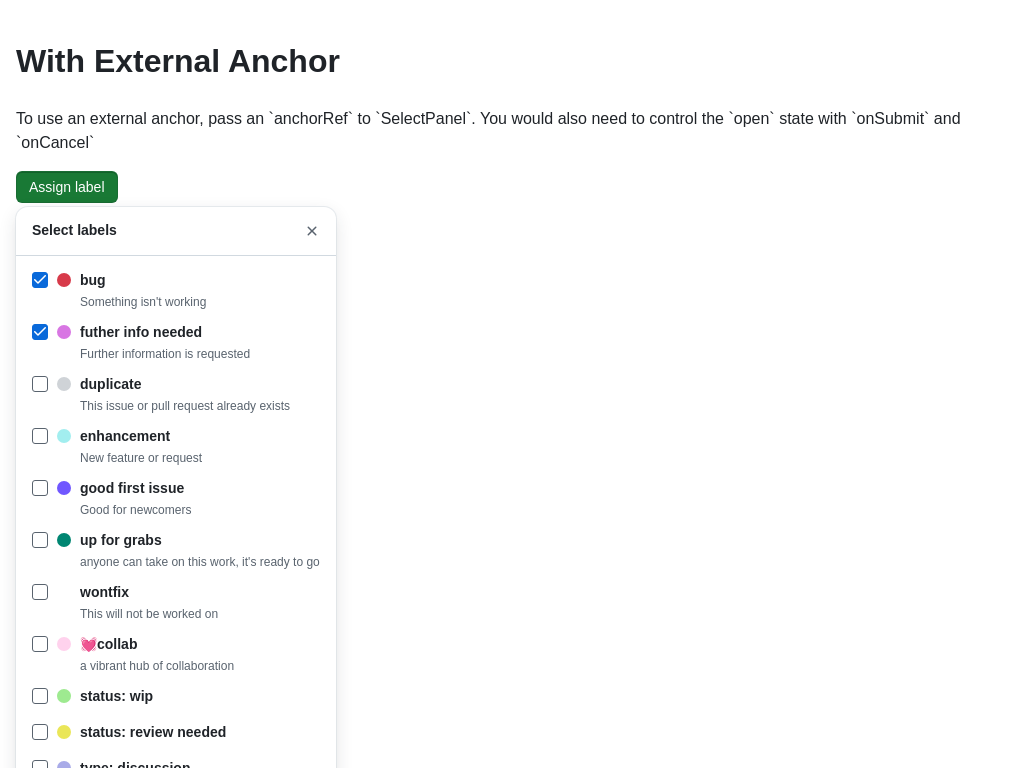 With External Anchor
To use an external anchor, pass an `anchorRef` to `SelectPanel`. You would also need to control the `open` state with `onSubmit` and
`onCancel`
Assign label
Select labels
bug
Something isn't working
futher info needed
Further information is requested
duplicate
This issue or pull request already exists
enhancement
New feature or request
good first issue
Good for newcomers
up for grabs
anyone can take on this work, it's ready to go
wontfix
This will not be worked on
💓collab
a vibrant hub of collaboration
status: wip
status: review needed
type: discussion